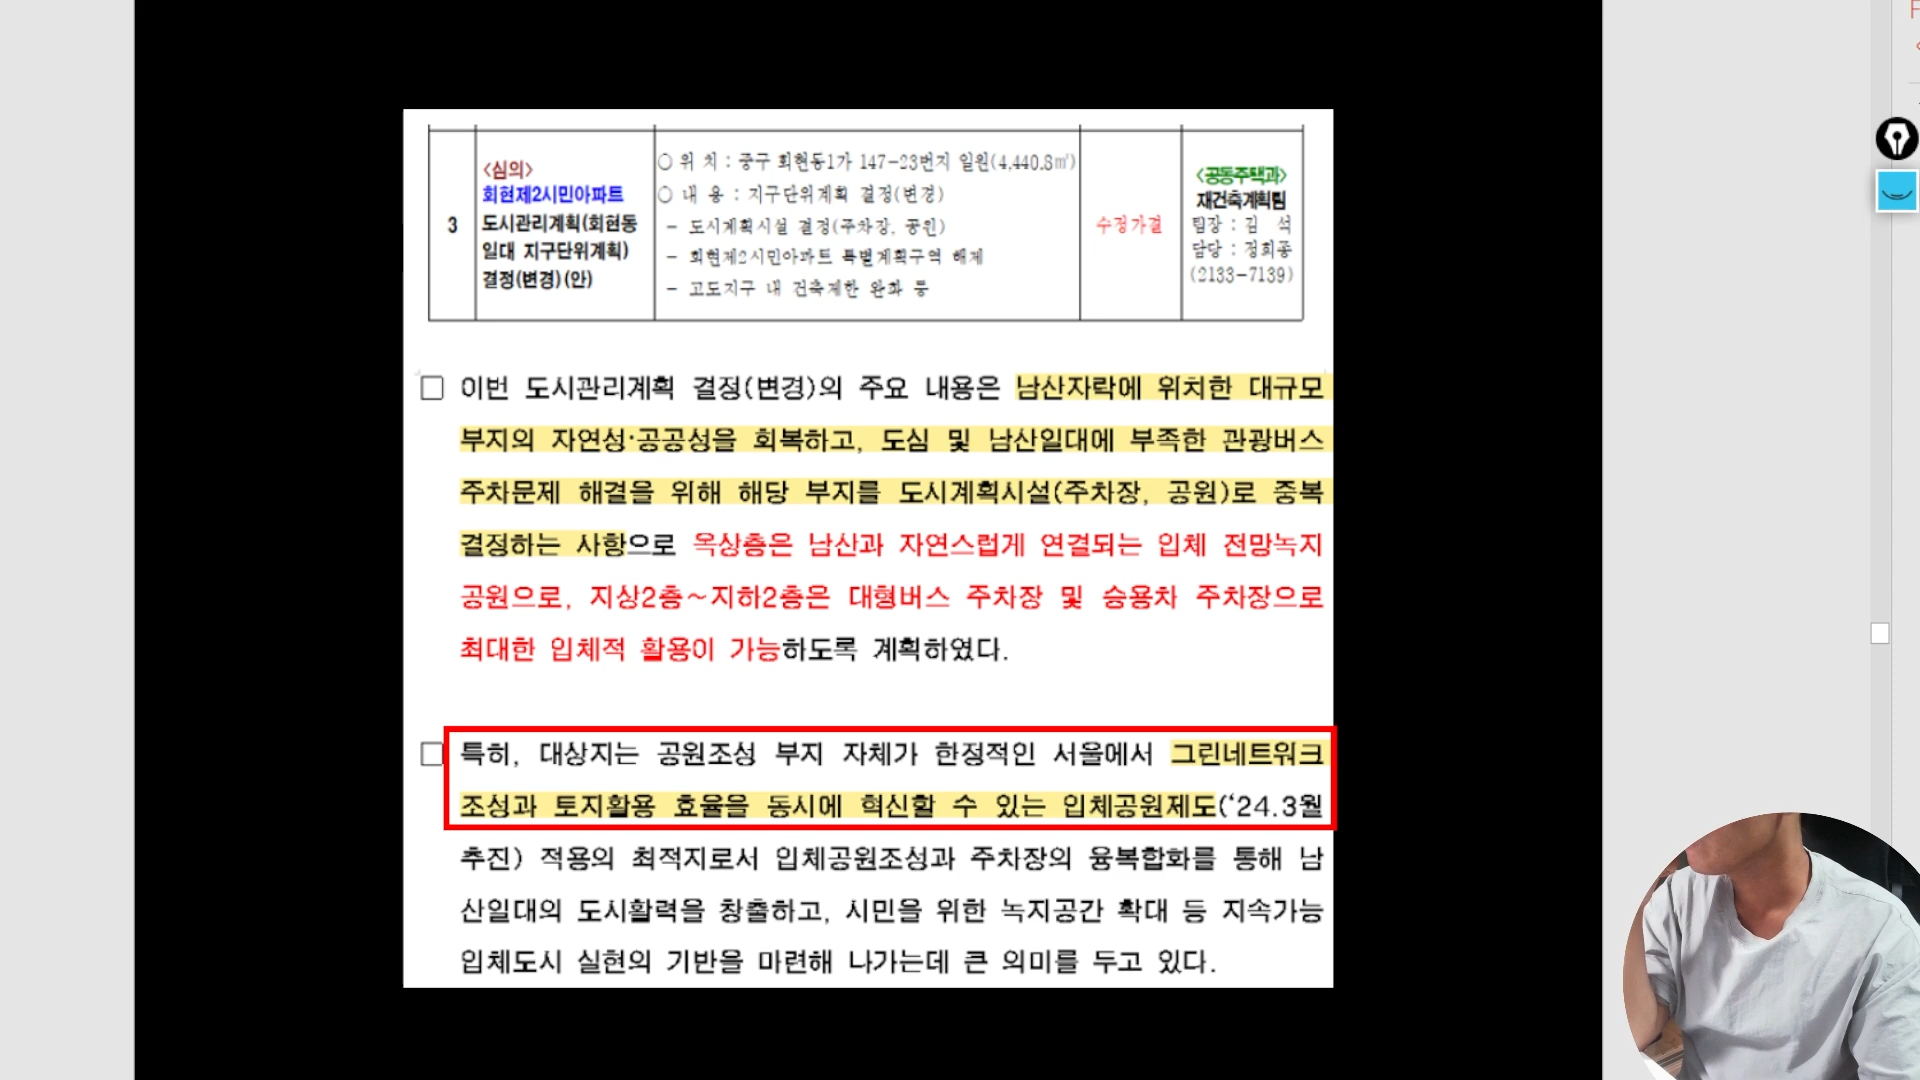 3
<심의>
회현제2시민아파트
도시관리계획(회현동
일대 지구단위계획)
결정(변경)(안)
○ 위 치 : 중구 회현동1가 147-23번지 일원(4,440.8㎡)
○ 내 용 : 지구단위계획 결정(변경)
- 도시계획시설 결정(주차장, 공원)
- 회현제2시민아파트 특별계획구역 해제
- 고도지구 내 건축제한 완화 등
수정가결
<공동주택과>
재건축계획팀
팀장 : 김 석
담당 : 정희종
(2133-7139)
□ 이번 도시관리계획 결정(변경)의 주요 내용은 남산자락에 위치한 대규모
부지의 자연성·공공성을 회복하고, 도심 및 남산일대에 부족한 관광버스
주차문제 해결을 위해 해당 부지를 도시계획시설(주차장, 공원)로 중복
결정하는 사항으로 옥상층은 남산과 자연스럽게 연결되는 입체 전망녹지
공원으로, 지상2층~지하2층은 대형버스 주차장 및 승용차 주차장으로
최대한 입체적 활용이 가능하도록 계획하였다.
□ 특히, 대상지는 공원조성 부지 자체가 한정적인 서울에서 그린네트워크
조성과 토지활용 효율을 동시에 혁신할 수 있는 입체공원제도(‘24.3월
추진) 적용의 최적지로서 입체공원조성과 주차장의 융복합화를 통해 남
산일대의 도시활력을 창출하고, 시민을 위한 녹지공간 확대 등 지속가능
입체도시 실현의 기반을 마련해 나가는데 큰 의미를 두고 있다.